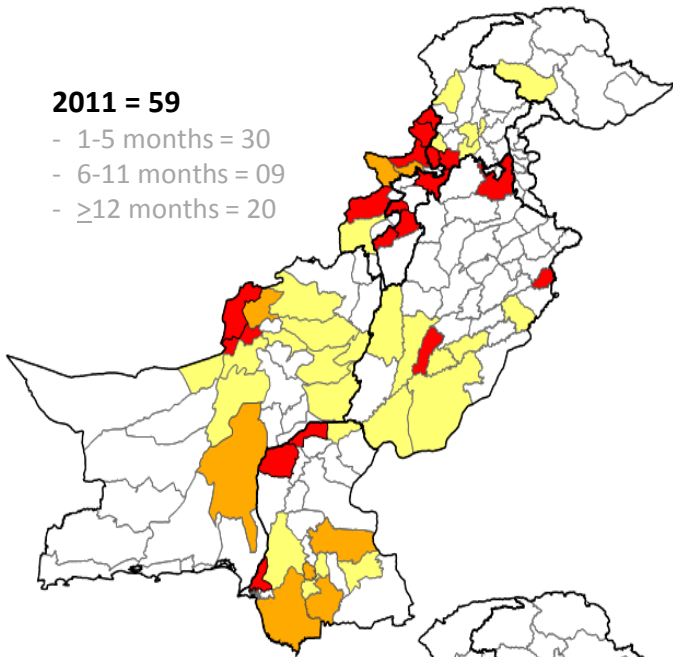 2011 = 59
- 1-5 months = 30
- 6-11 months = 09
- ≥12 months = 20